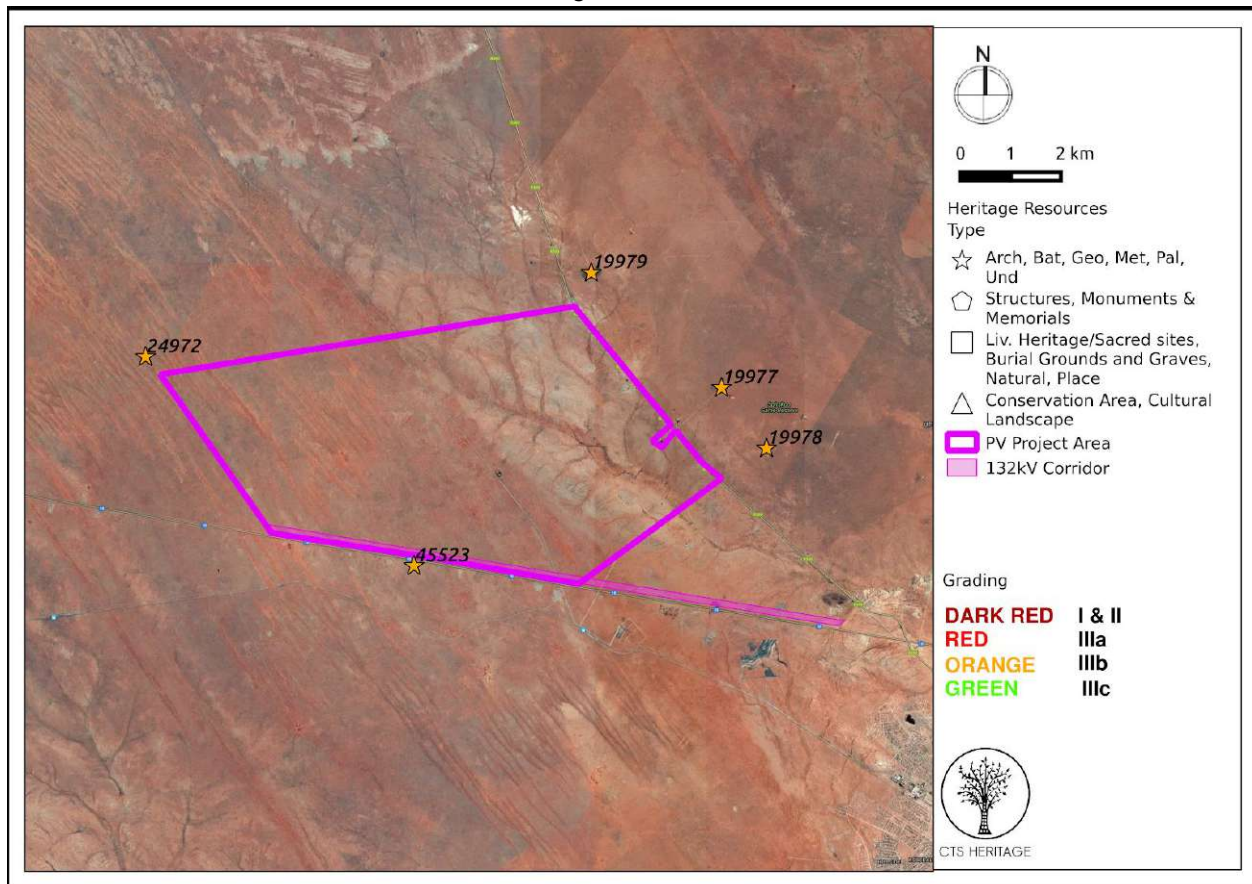 19979
24972
19977
19978
45523
N
0 1 2 km
Heritage Resources
Type
Arch, Bat, Geo, Met, Pal,
Und
Structures, Monuments &
Memorials
Liv. Heritage/Sacred sites,
Burial Grounds and Graves,
Natural, Place
Conservation Area, Cultural
Landscape
PV Project Area
132kV Corridor
Grading
DARK RED I & II
RED IIIa
ORANGE IIIb
GREEN IIIc
CTS HERITAGE